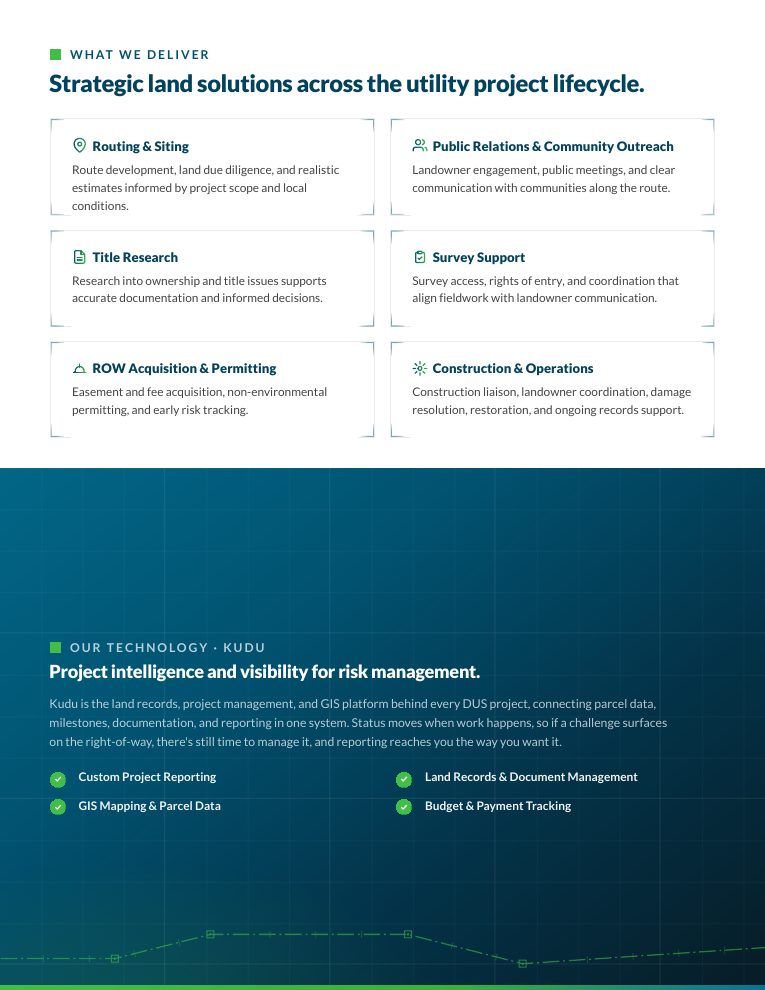 WHAT WE DELIVER
Strategic land solutions across the utility project lifecycle.
Routing & Siting
Route development, land due diligence, and realistic
estimates informed by project scope and local
conditions.
Public Relations & Community Outreach
Landowner engagement, public meetings, and clear
communication with communities along the route.
Title Research
Research into ownership and title issues supports
accurate documentation and informed decisions.
Survey Support
Survey access, rights of entry, and coordination that
align fieldwork with landowner communication.
ROW Acquisition & Permitting
Easement and fee acquisition, non-environmental
permitting, and early risk tracking.
Construction & Operations
Construction liaison, landowner coordination, damage
resolution, restoration, and ongoing records support.
OUR TECHNOLOGY · KUDU
Project intelligence and visibility for risk management.
Kudu is the land records, project management, and GIS platform behind every DUS project, connecting parcel data,
milestones, documentation, and reporting in one system. Status moves when work happens, so if a challenge surfaces
on the right-of-way, there's still time to manage it, and reporting reaches you the way you want it.
Custom Project Reporting
Land Records & Document Management
GIS Mapping & Parcel Data
Budget & Payment Tracking